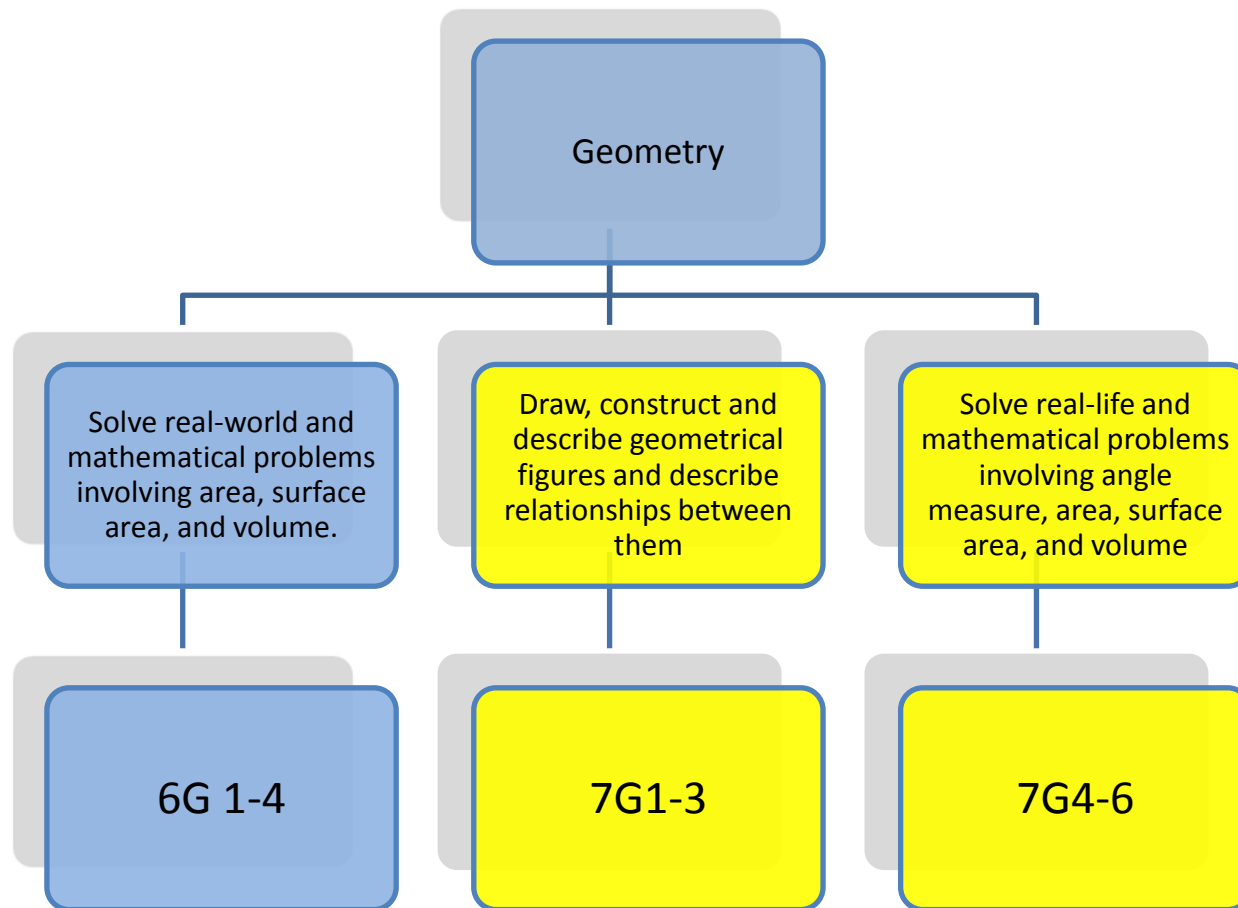 Geometry
Solve real-world and
mathematical problems
involving area, surface
area, and volume.
Draw, construct and
describe geometrical
figures and describe
relationships between
them
Solve real-life and
mathematical problems
involving angle
measure, area, surface
area, and volume
6G 1-4
7G1-3
7G4-6